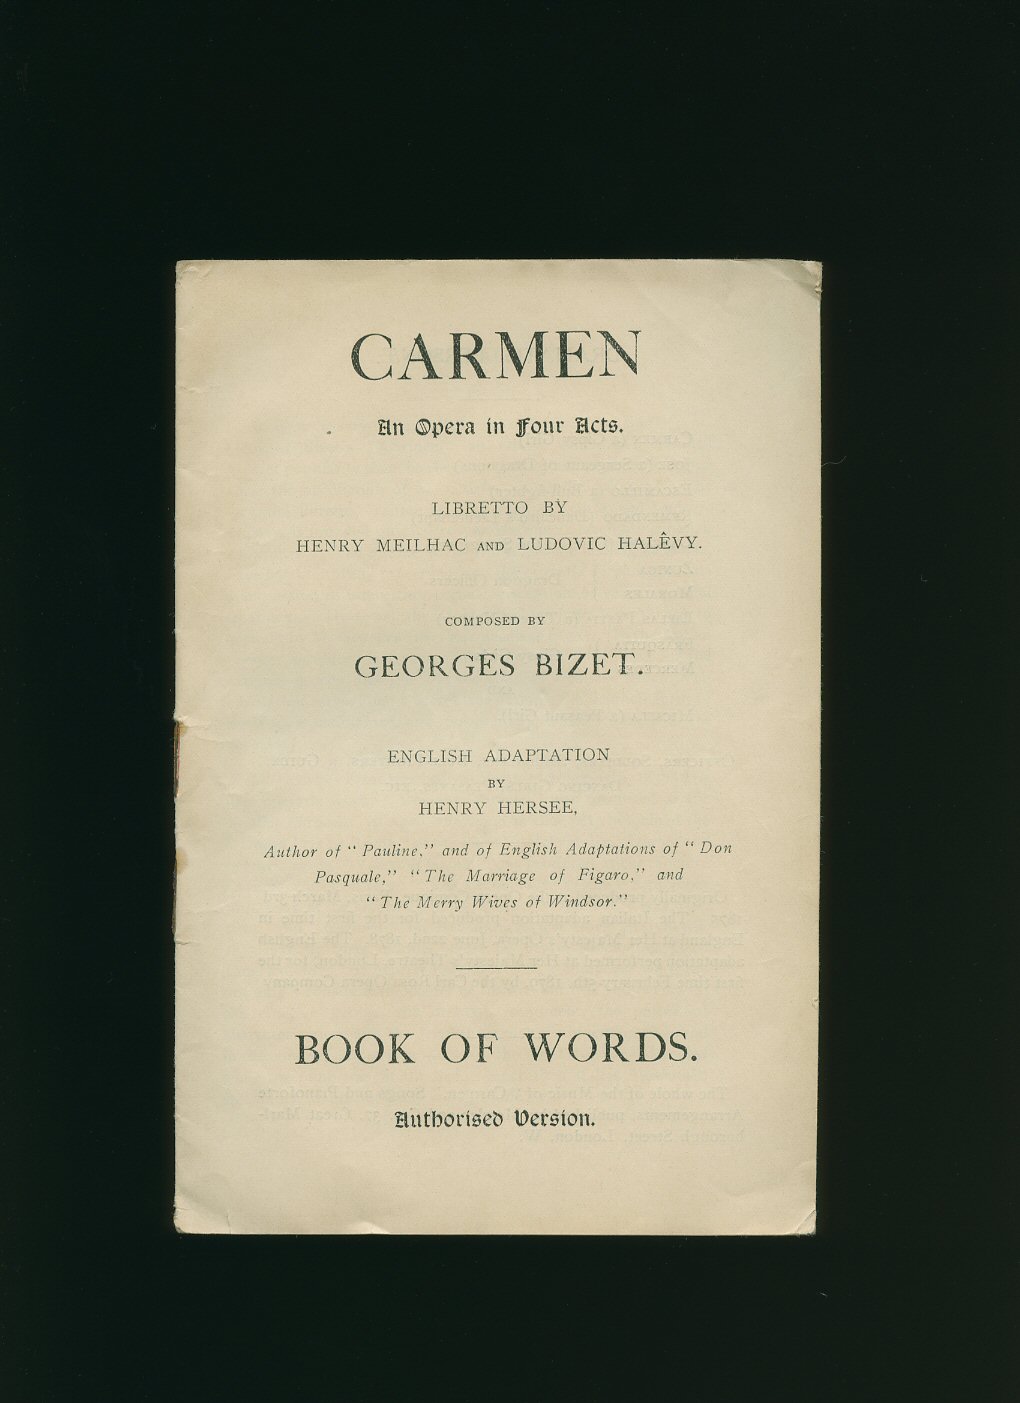 CARMEN
An Opera in Four Acts.
LIBRETTO BY
HENRY MEILHAC AND LUDOVIC HALÊVY.
COMPOSED BY
GEORGES BIZET.
ENGLISH ADAPTATION
BY
HENRY HERSEE,
Author of “ Pauline,” and of English Adaptations of “ Don
Pasquale,” “ The Marriage of Figaro,” and
“ The Merry Wives of Windsor.”
BOOK OF WORDS.
Authorised Version.